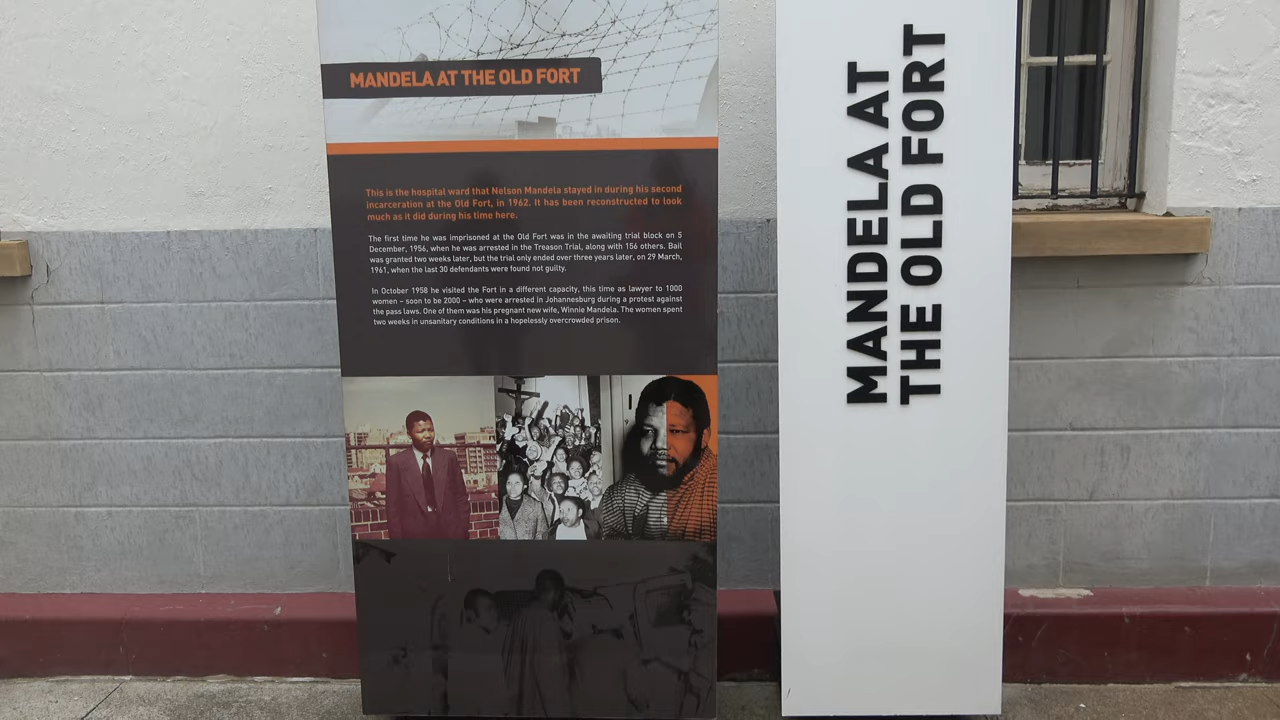 MANDELA AT THE OLD FORT
This is the hospital ward that Nelson Mandela stayed in during his second
incarceration at the Old Fort, in 1962. It has been reconstructed to look
much as it did during his time here.
The first time he was imprisoned at the Old Fort was in the awaiting trial block on 5
December, 1956, when he was arrested in the Treason Trial, along with 156 others. Bail
was granted two weeks later, but the trial only ended over three years later, on 29 March,
1961, when the last 30 defendants were found not guilty.
In October 1958 he visited the Fort in a different capacity, this time as lawyer to 1000
women – soon to be 2000 – who were arrested in Johannesburg during a protest against
the pass laws. One of them was his pregnant new wife, Winnie Mandela. The women spent
two weeks in unsanitary conditions in a hopelessly overcrowded prison.
MANDELA AT
THE OLD FORT